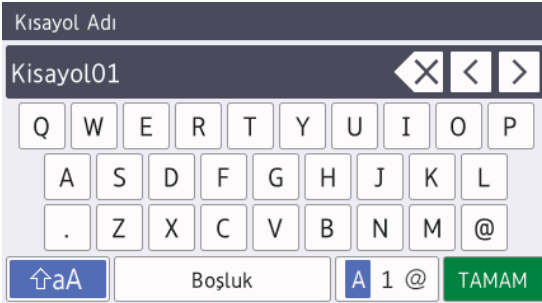 Kısayol Adı
Kisayol01
Q W E R T Y U I O P
A S D F G H J K L
. Z X C V B N M @
aA Boşluk A 1 @ TAMAM